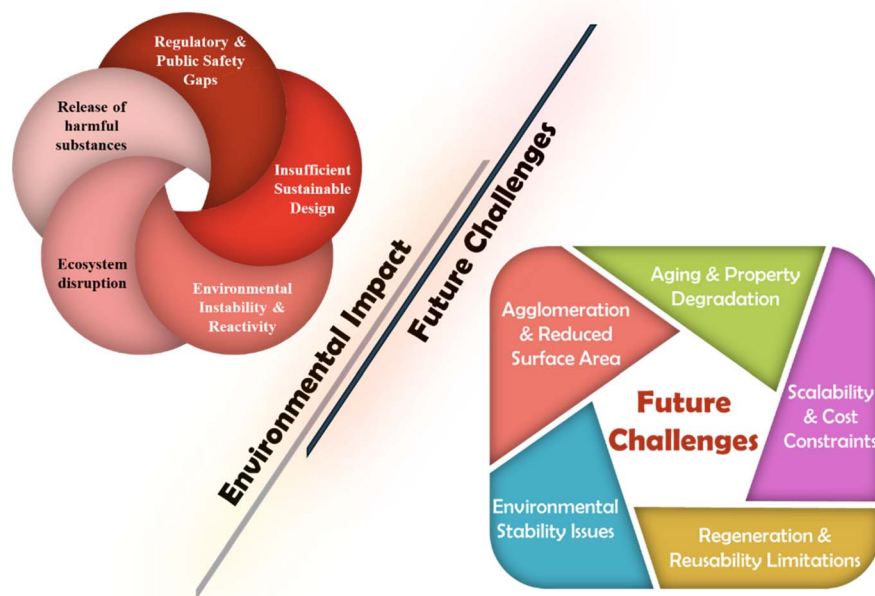 Regulatory &
Public Safety
Gaps
Release of
harmful
substances
Insufficient
Sustainable
Design
Ecosystem
disruption
Environmental
Instability &
Reactivity
Environmental Impact
Future Challenges
Aging & Property
Degradation
Agglomeration
& Reduced
Surface Area
Scalability
& Cost
Constraints
Future
Challenges
Environmental
Stability Issues
Regeneration &
Reusability Limitations